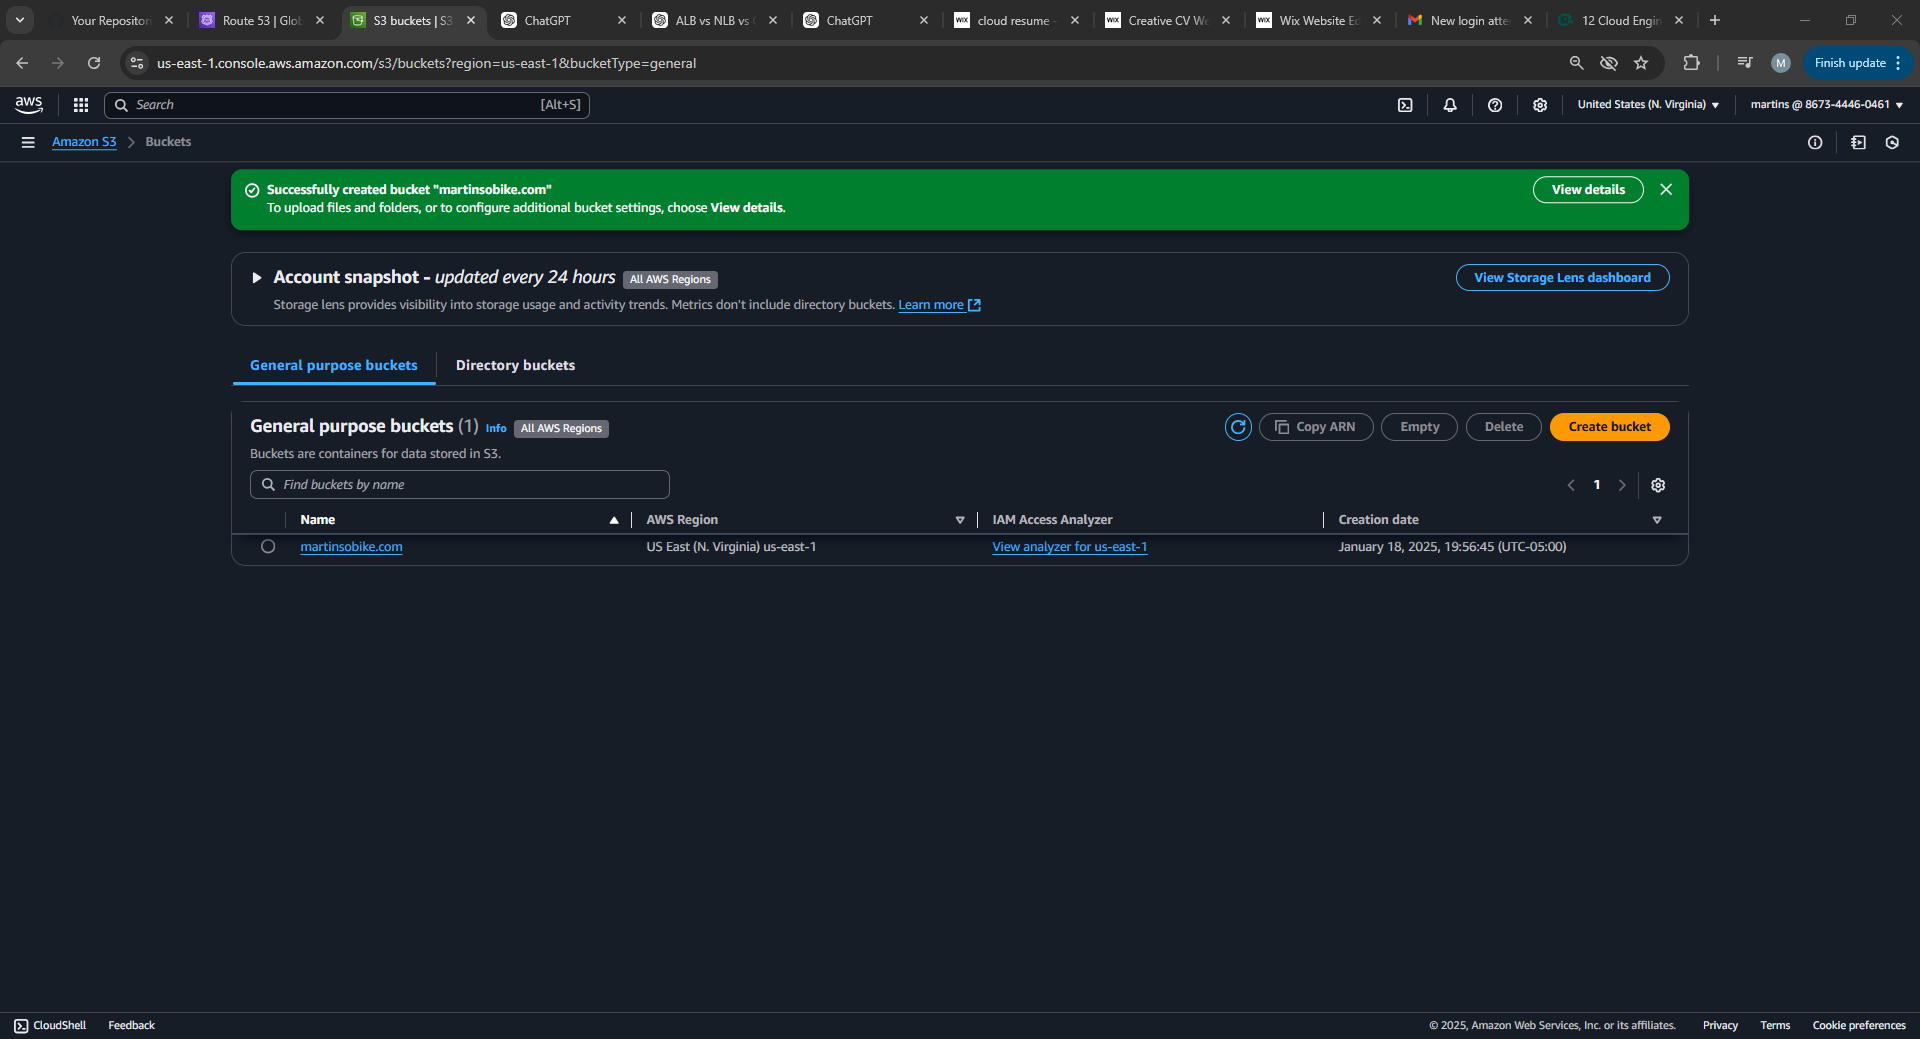 Your Repositori
Route 53 | Glob
S3 buckets | S3
ChatGPT
ALB vs NLB vs
ChatGPT
cloud resume -
Creative CV We
Wix Website Ed
New login atte
12 Cloud Engin
us-east-1.console.aws.amazon.com/s3/buckets?region=us-east-1&bucketType=general
M
Finish update
aws
Search
[Alt+S]
United States (N. Virginia)
martins @ 8673-4446-0461
Amazon S3
Buckets
Successfully created bucket "martinsobike.com"
To upload files and folders, or to configure additional bucket settings, choose View details.
View details
Account snapshot - updated every 24 hours
All AWS Regions
View Storage Lens dashboard
Storage lens provides visibility into storage usage and activity trends. Metrics don't include directory buckets. Learn more
General purpose buckets
Directory buckets
General purpose buckets (1)
Info
All AWS Regions
Copy ARN
Empty
Delete
Create bucket
Buckets are containers for data stored in S3.
Find buckets by name
1
Name
AWS Region
IAM Access Analyzer
Creation date
martinsobike.com
US East (N. Virginia) us-east-1
View analyzer for us-east-1
January 18, 2025, 19:56:45 (UTC-05:00)
CloudShell
Feedback
© 2025, Amazon Web Services, Inc. or its affiliates.
Privacy
Terms
Cookie preferences